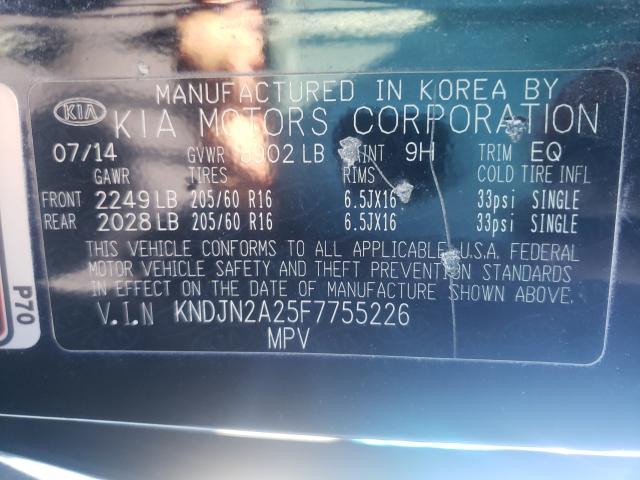 MANUFACTURED IN KOREA BY
KIA KIA MOTORS CORPORATION
07/14 GVWR 3902 LB PAINT 9H TRIM EQ
GAWR TIRES RIMS COLD TIRE INFL
FRONT 2249 LB 205/60 R16 6.5JX16 33psi SINGLE
REAR 2028 LB 205/60 R16 6.5JX16 33psi SINGLE
THIS VEHICLE CONFORMS TO ALL APPLICABLE U.S.A. FEDERAL
MOTOR VEHICLE SAFETY AND THEFT PREVENTION STANDARDS
IN EFFECT ON THE DATE OF MANUFACTURE SHOWN ABOVE.
V.I.N KNDJN2A25F7755226
MPV
P70